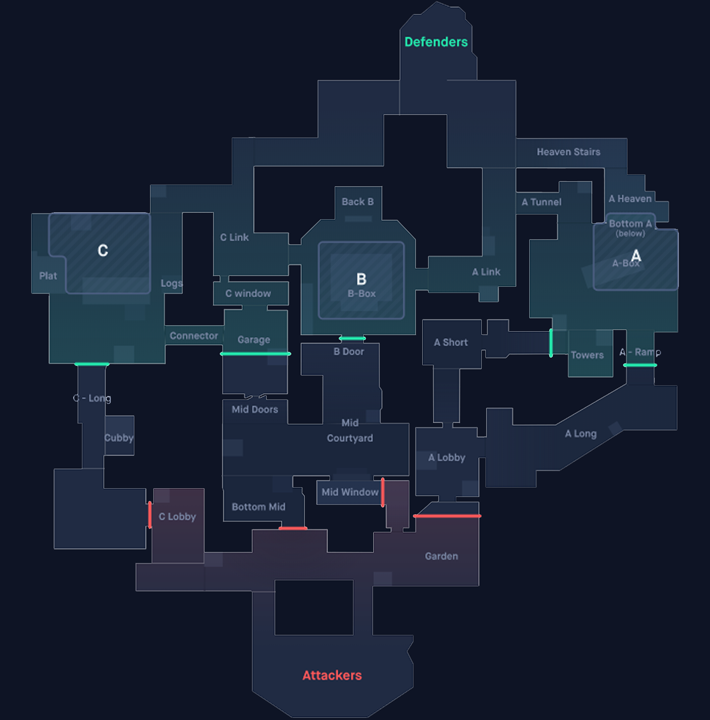 Defenders
Heaven Stairs
A Heaven
Back B
A Tunnel
Bottom A
(below)
C Link
C
A
A-Box
Plat
Logs
B
B-Box
A Link
C window
Connector
Garage
A Short
B Door
Towers
A - Ramp
C - Long
Mid Doors
Mid
Courtyard
A Long
Cubby
A Lobby
Mid Window
Bottom Mid
C Lobby
Garden
Attackers